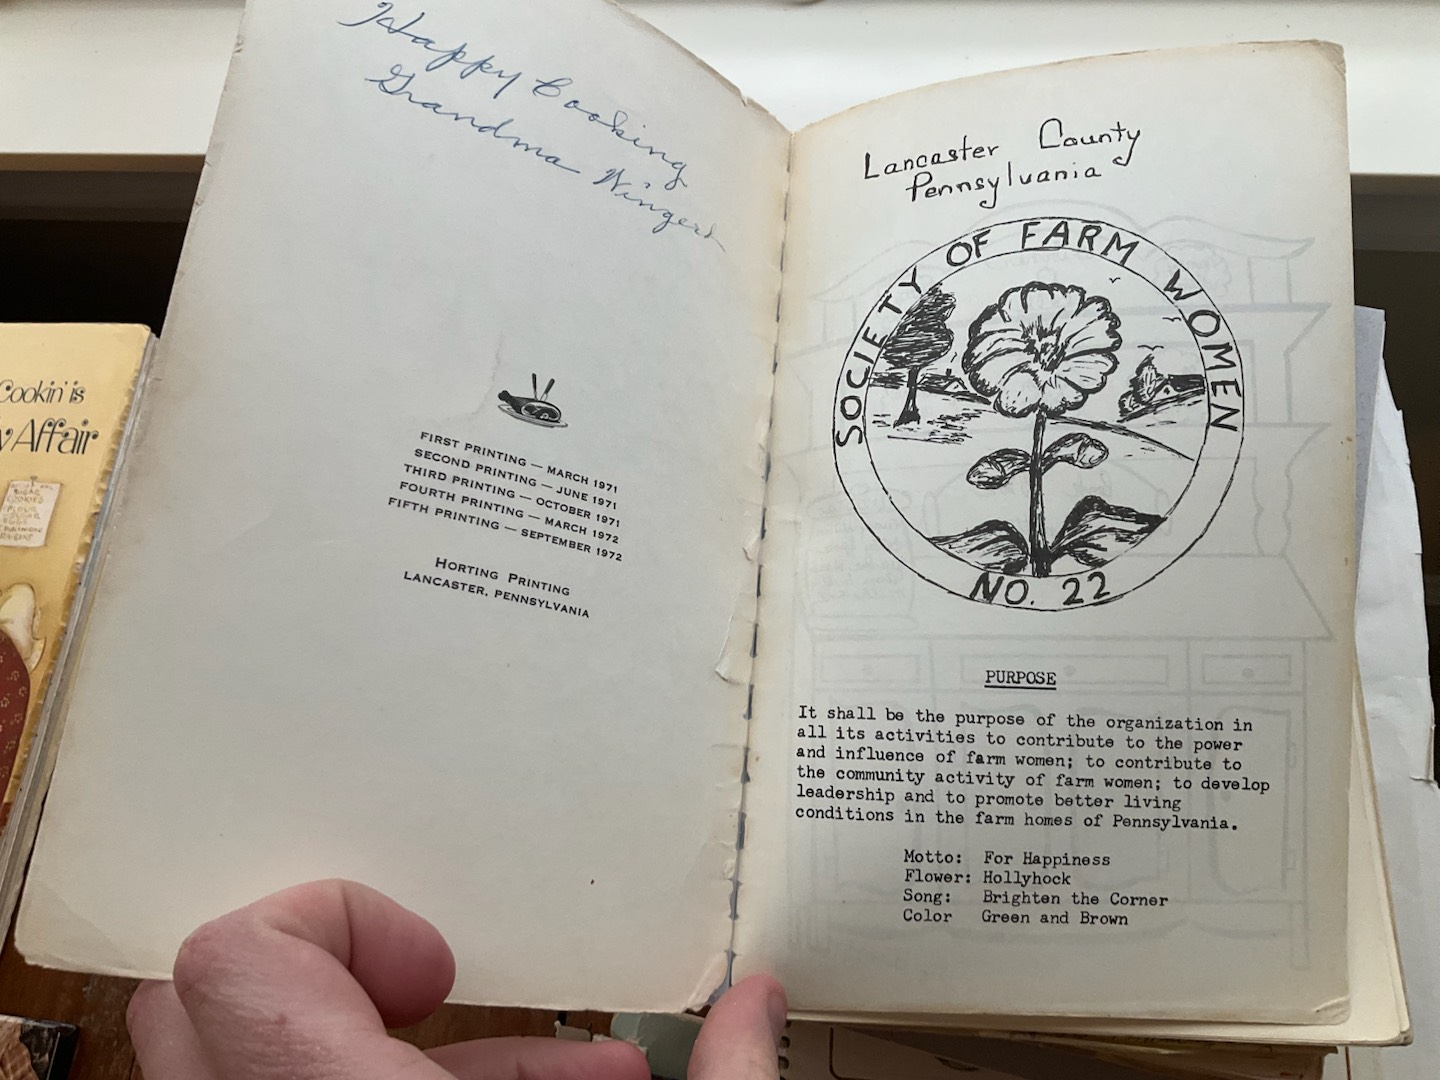 Happy Cooking
Grandma Wingert
FIRST PRINTING — MARCH 1971
SECOND PRINTING — JUNE 1971
THIRD PRINTING — OCTOBER 1971
FOURTH PRINTING — MARCH 1972
FIFTH PRINTING — SEPTEMBER 1972
HORTING PRINTING
LANCASTER, PENNSYLVANIA
Cookin' is
Affair
SUGAR
COOKIES
FLOUR
SUGAR
EGGS
Lancaster County
Pennsylvania
SOCIETY OF FARM WOMEN
NO. 22
PURPOSE
It shall be the purpose of the organization in
all its activities to contribute to the power
and influence of farm women; to contribute to
the community activity of farm women; to develop
leadership and to promote better living
conditions in the farm homes of Pennsylvania.
Motto: For Happiness
Flower: Hollyhock
Song: Brighten the Corner
Color Green and Brown